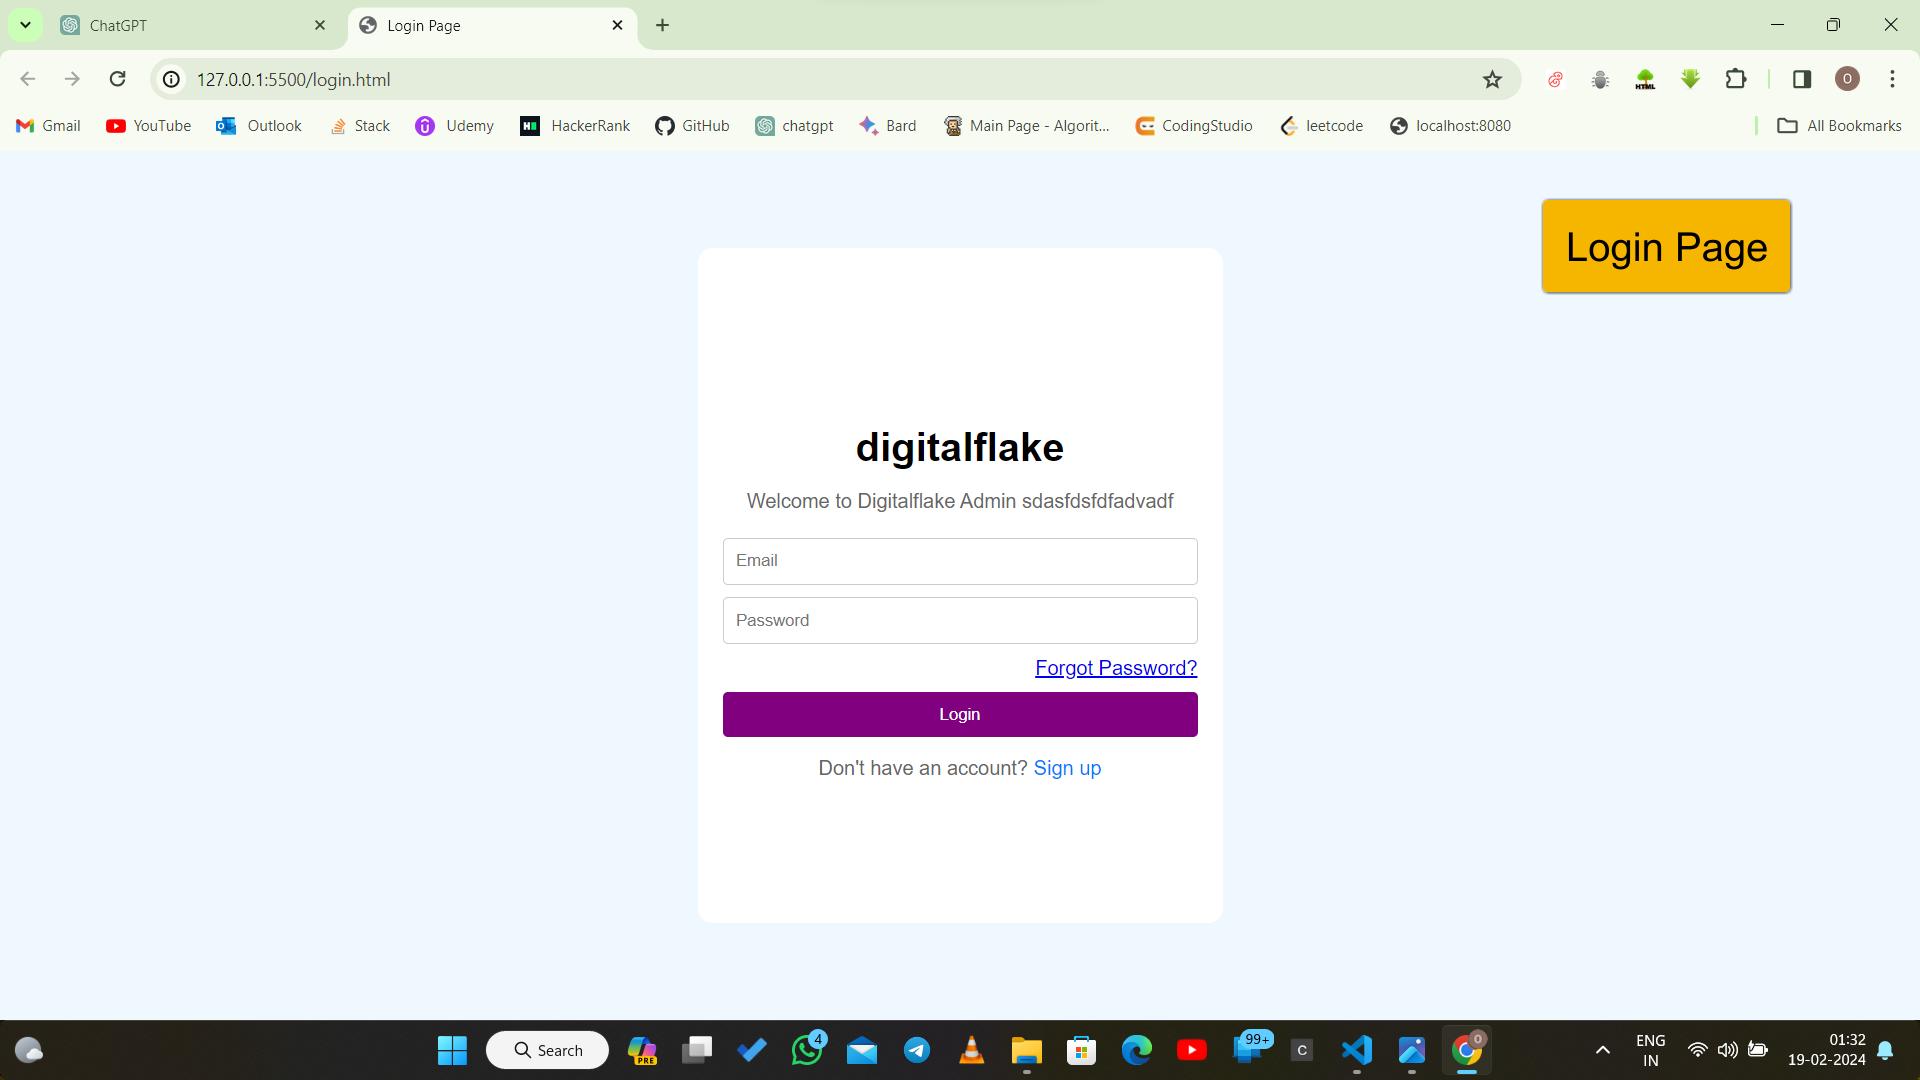 ChatGPT
Login Page
127.0.0.1:5500/login.html
HTML
O
Gmail
YouTube
Outlook
Stack
Udemy
HackerRank
GitHub
chatgpt
Bard
Main Page - Algorit...
CodingStudio
leetcode
localhost:8080
All Bookmarks
Login Page
digitalflake
Welcome to Digitalflake Admin sdasfdsfdfadvadf
Email
Password
Forgot Password?
Login
Don't have an account? Sign up
Search
PRE
4
99+
C
O
ENG
IN
01:32
19-02-2024